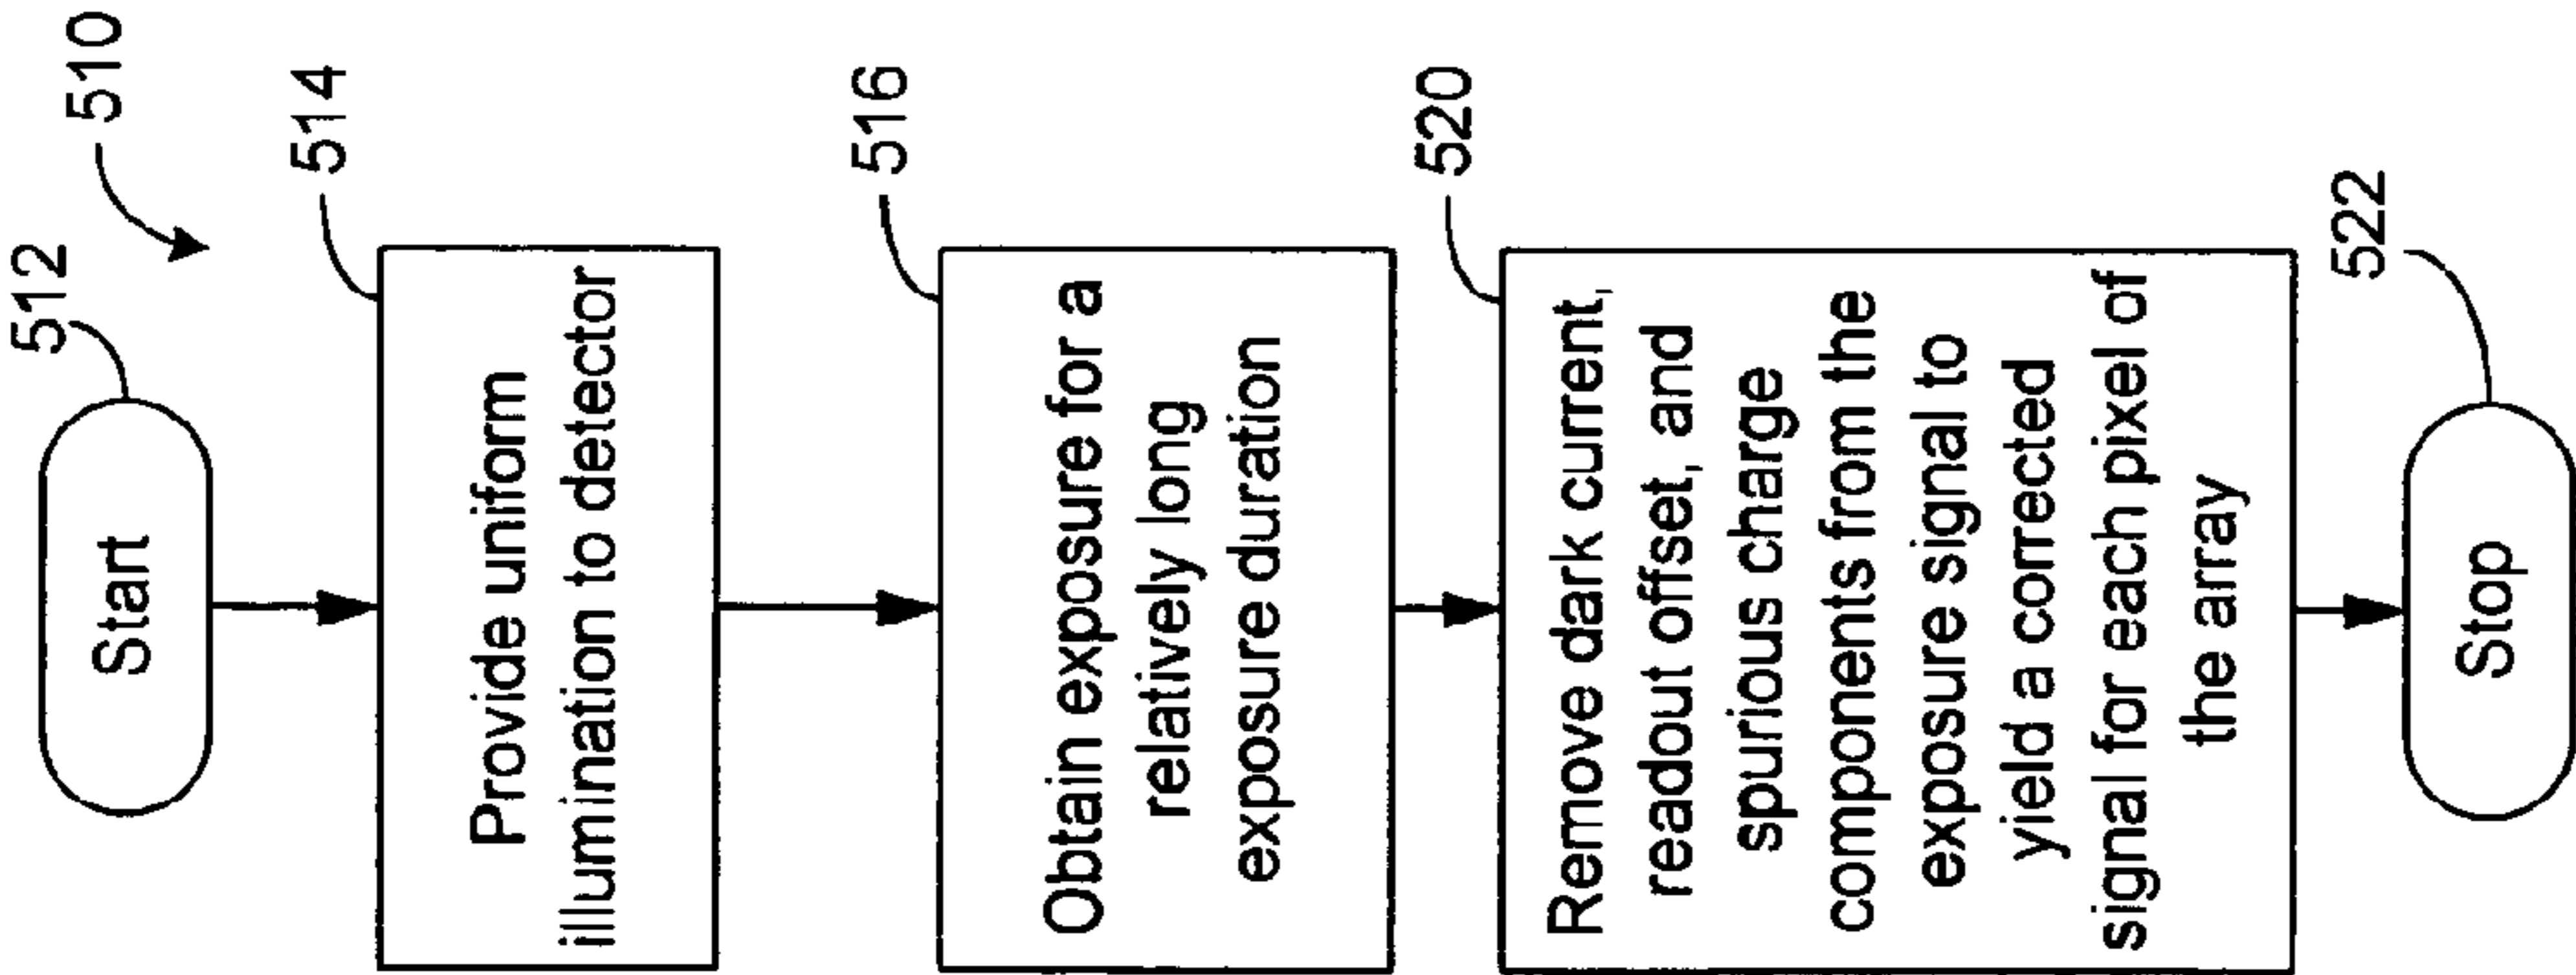 510
512
Start
514
Provide uniform
illumination to detector
516
Obtain exposure for a
relatively long
exposure duration
520
Remove dark current,
readout offset, and
spurious charge
components from the
exposure signal to
yield a corrected
signal for each pixel of
the array
522
Stop